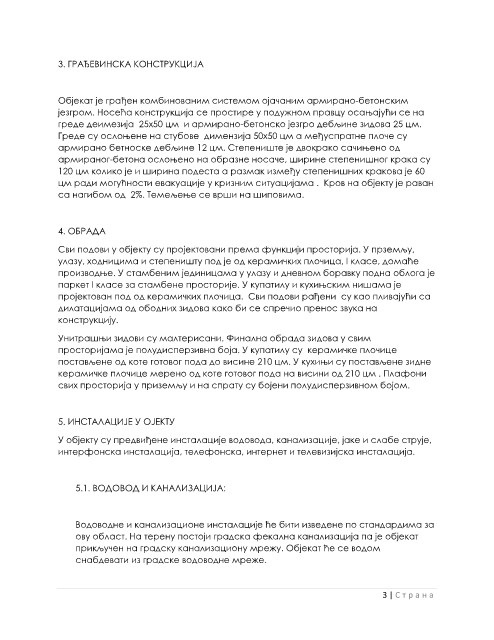 3. ГРАЂЕВИНСКА КОНСТРУКЦИЈА
Објекат је грађен комбинованим системом ојачаним армирано-бетонским
језгром. Носећа конструкција се простире у подужном правцу осањајући се на
греде деимезија 25x50 цм и армирано-бетонско језгро дебљине зидова 25 цм.
Греде су ослоњене на стубове димензија 50x50 цм а међуспратне плоче су
армирано бетноске дебљине 12 цм. Степениште је двокрако сачињено од
армираног-бетона ослоњено на образне носаче, ширине степенишног крака су
120 цм колико је и ширина подеста а размак између степенишних кракова је 60
цм ради могућности евакуације у кризним ситуацијама . Кров на објекту је раван
са нагибом од 2%. Темељење се врши на шиповима.
4. ОБРАДА
Сви подови у објекту су пројектовани према функцији просторија. У прземљу,
улазу, ходницима и степеништу под је од керамичких плочица, I класе, домаће
производње. У стамбеним јединицама у улазу и дневном боравку подна облога је
паркет I класе за стамбене просторије. У купатилу и кухињским нишама је
пројектован под од керамичких плочица. Сви подови рађени су као пливајући са
дилатацијама од ободних зидова како би се спречио пренос звука на
конструкцију.
Унитрашњи зидови су малтерисани. Финална обрада зидова у свим
просторијама је полудисперзивна боја. У купатилу су керамичке плочице
постављене од коте готовог пода до висине 210 цм. У кухињи су постављене зидне
керамичке плочице мерено од коте готовог пода на висини од 210 цм . Плафони
свих просторија у приземљу и на спрату су бојени полудисперзивном бојом.
5. ИНСТАЛАЦИЈЕ У ОЈЕКТУ
У објекту су предвиђене инсталације водовода, канализације, јаке и слабе струје,
интерфонска инсталација, телефонска, интернет и телевизијска инсталација.
5.1. ВОДОВОД И КАНАЛИЗАЦИЈА:
Водоводне и канализационе инсталације ће бити изведене по стандардима за
ову област. На терену постоји градска фекална канализација па је објекат
прикључен на градску канализациону мрежу. Објекат ће се водом
снабдевати из градске водоводне мреже.
3 | Страна